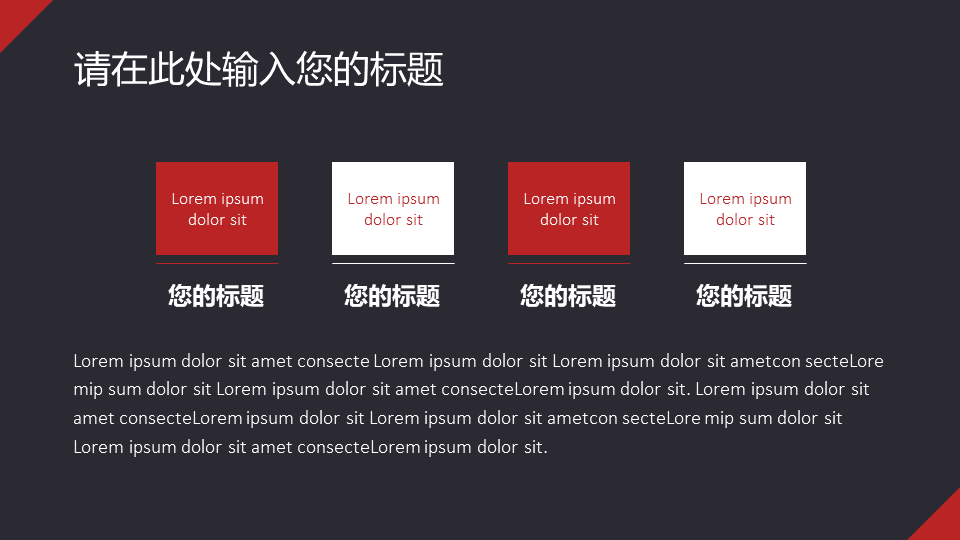 请在此处输入您的标题
Lorem ipsum
dolor sit
Lorem ipsum
dolor sit
Lorem ipsum
dolor sit
Lorem ipsum
dolor sit
您的标题
您的标题
您的标题
您的标题
Lorem ipsum dolor sit amet consecte Lorem ipsum dolor sit Lorem ipsum dolor sit ametcon secteLore
mip sum dolor sit Lorem ipsum dolor sit amet consecteLorem ipsum dolor sit. Lorem ipsum dolor sit
amet consecteLorem ipsum dolor sit Lorem ipsum dolor sit ametcon secteLore mip sum dolor sit
Lorem ipsum dolor sit amet consecteLorem ipsum dolor sit.